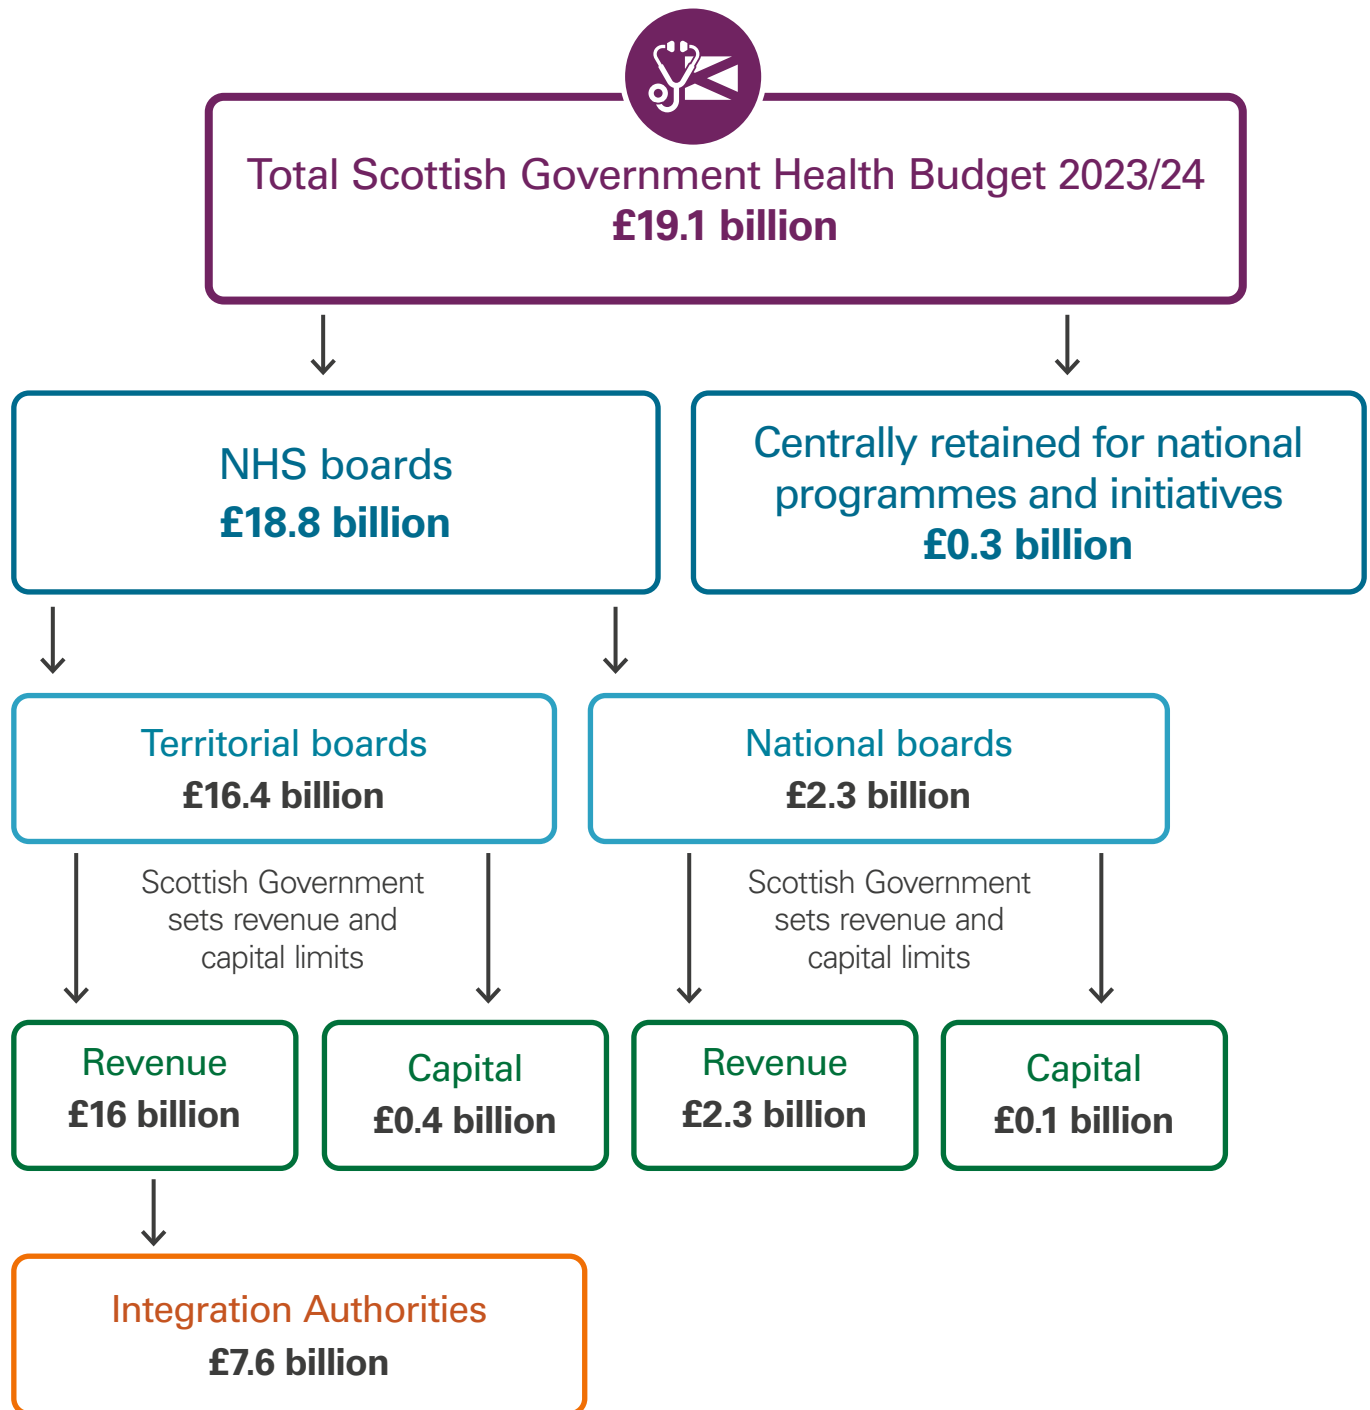 Total Scottish Government Health Budget 2023/24
£19.1 billion
NHS boards
£18.8 billion
Centrally retained for national
programmes and initiatives
£0.3 billion
Territorial boards
£16.4 billion
National boards
£2.3 billion
Scottish Government
sets revenue and
capital limits
Scottish Government
sets revenue and
capital limits
Revenue
£16 billion
Capital
£0.4 billion
Revenue
£2.3 billion
Capital
£0.1 billion
Integration Authorities
£7.6 billion